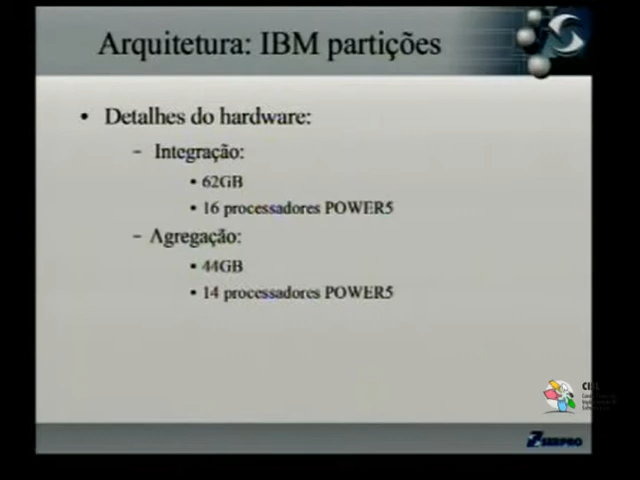 Arquitetura: IBM partições
• Detalhes do hardware:
– Integração:
• 62GB
• 16 processadores POWER5
– Agregação:
• 44GB
• 14 processadores POWER5
SERPRO